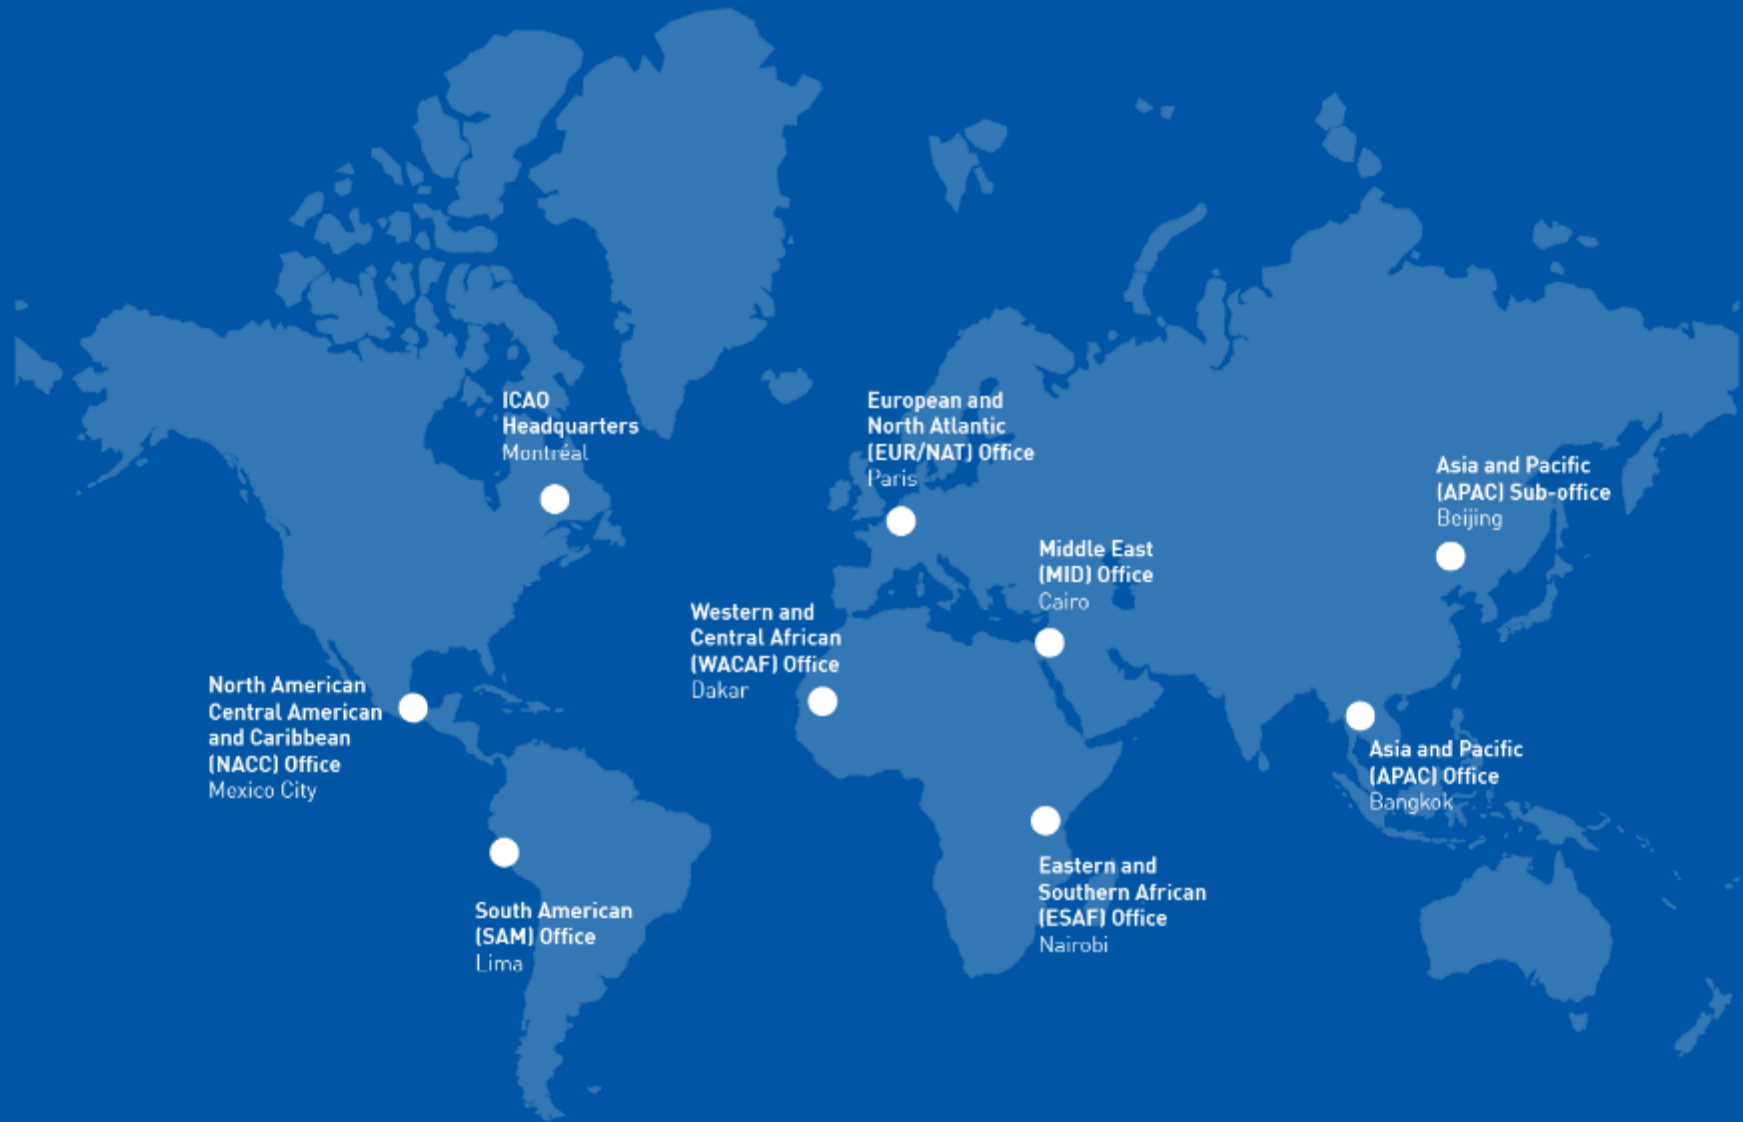 ICAO
Headquarters
Montréal
European and
North Atlantic
(EUR/NAT) Office
Paris
Asia and Pacific
(APAC) Sub-office
Beijing
Middle East
(MID) Office
Cairo
Western and
Central African
(WACAF) Office
Dakar
North American
Central American
and Caribbean
(NACC) Office
Mexico City
Asia and Pacific
(APAC) Office
Bangkok
Eastern and
Southern African
(ESAF) Office
Nairobi
South American
(SAM) Office
Lima